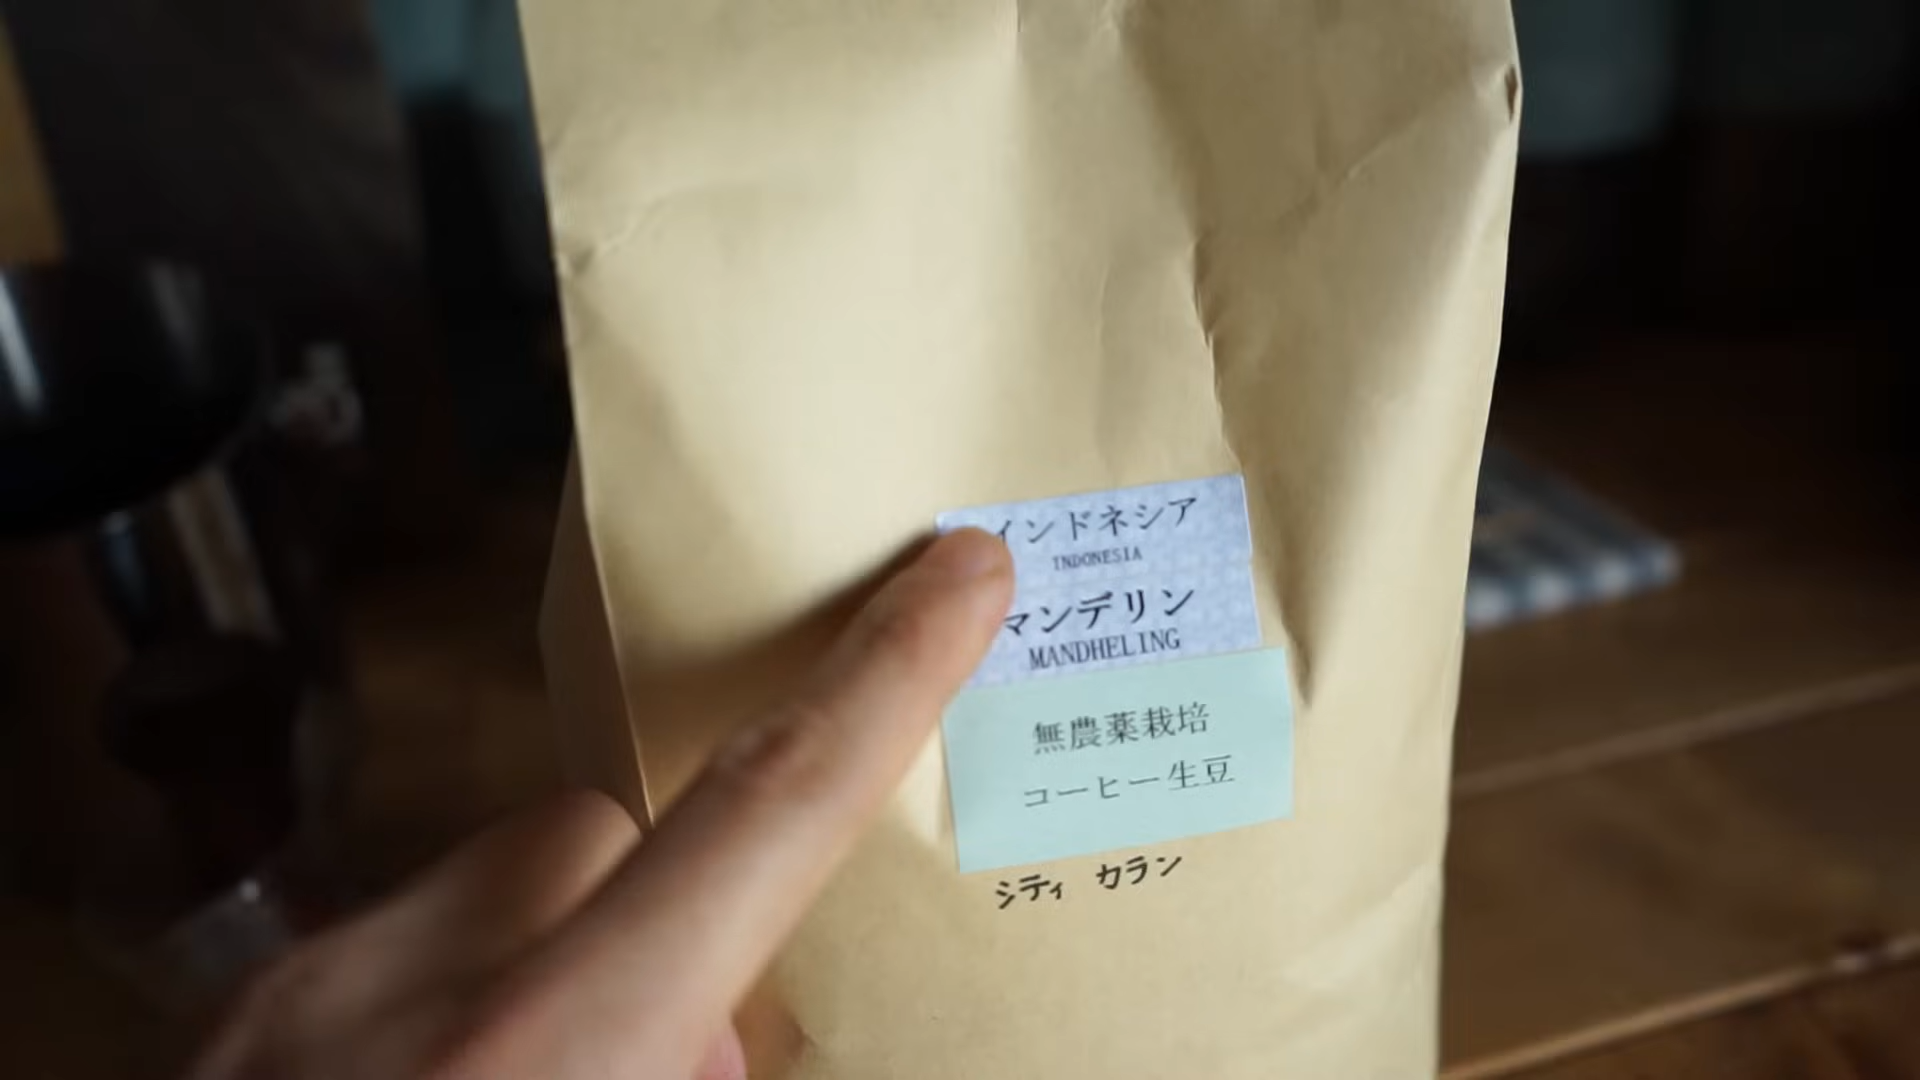 インドネシア
INDONESIA
マンデリン
MANDHELING
無農薬栽培
コーヒー生豆
シティ カラン